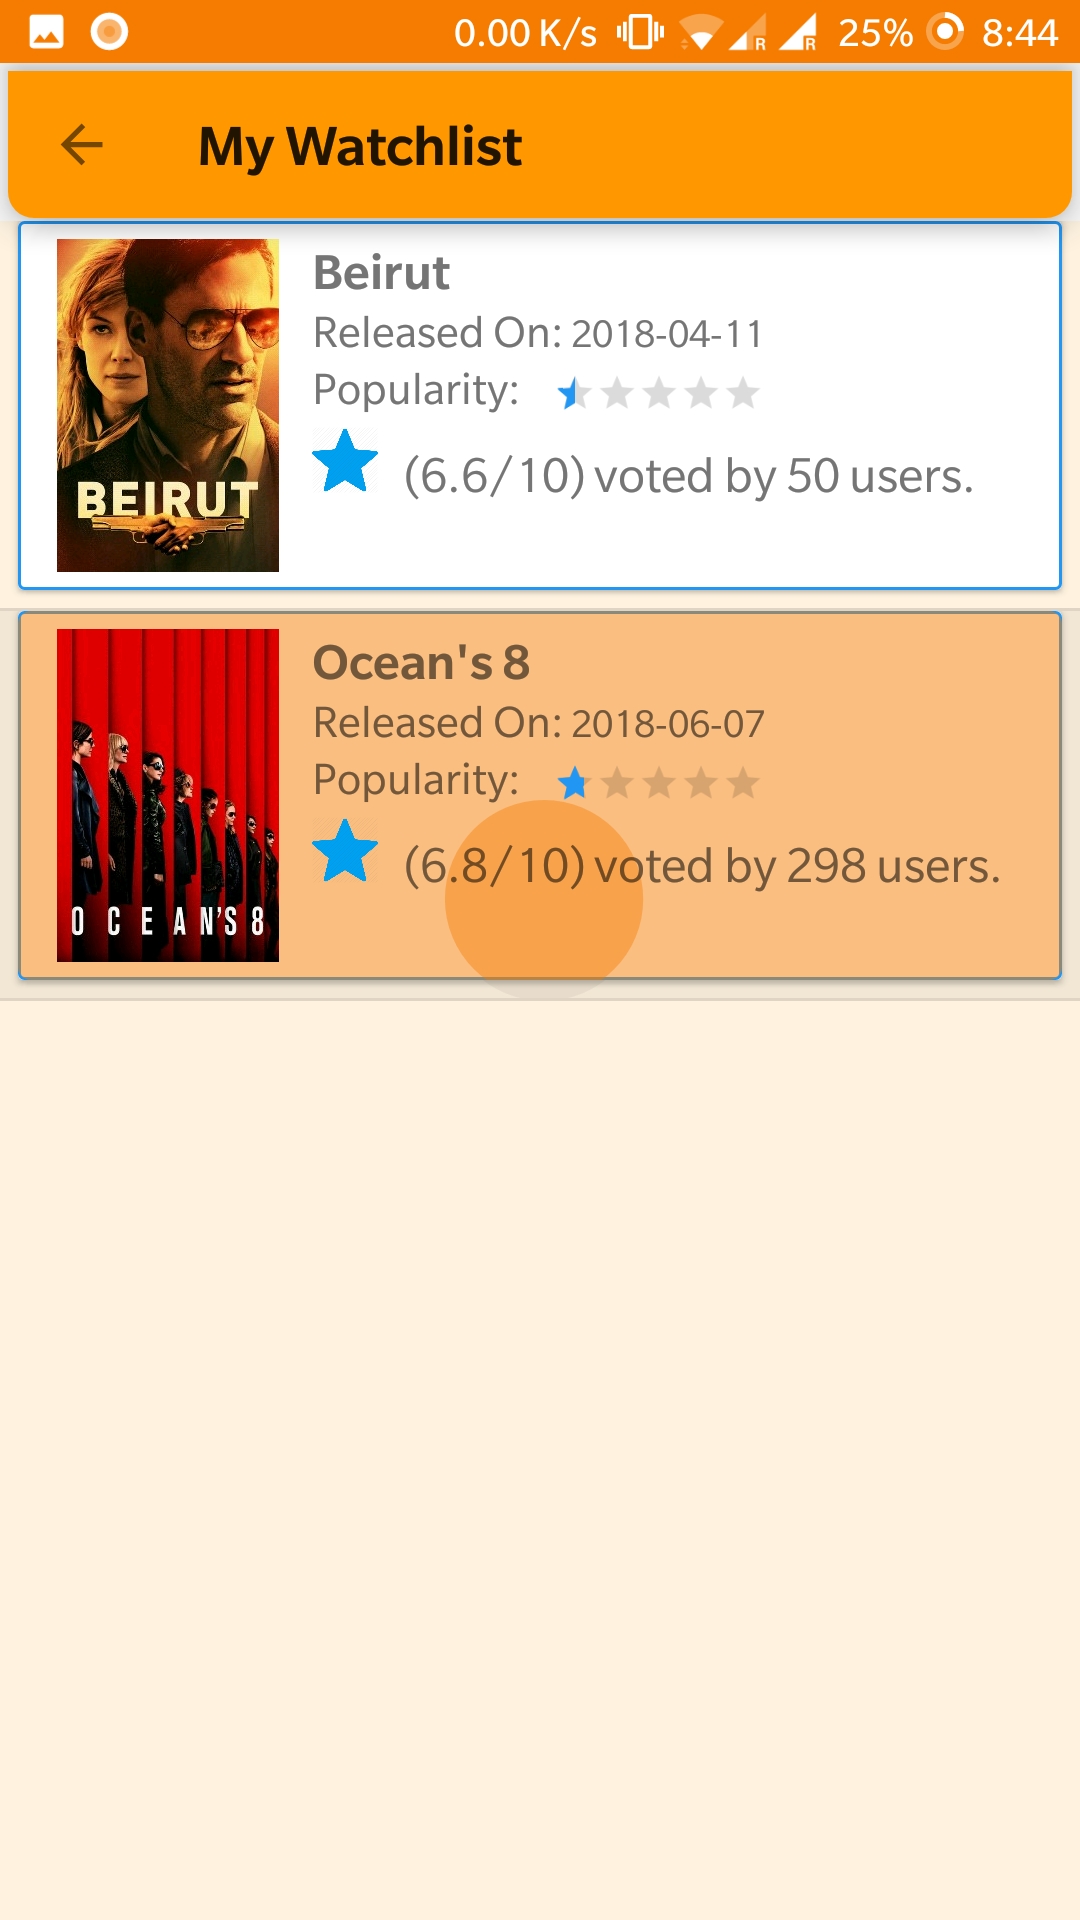 0.00 K/s R R 25% 8:44
My Watchlist
Beirut
Released On: 2018-04-11
Popularity:
(6.6/10) voted by 50 users.
BEIRUT
Ocean's 8
Released On: 2018-06-07
Popularity:
(6.8/10) voted by 298 users.
OCEAN'S 8